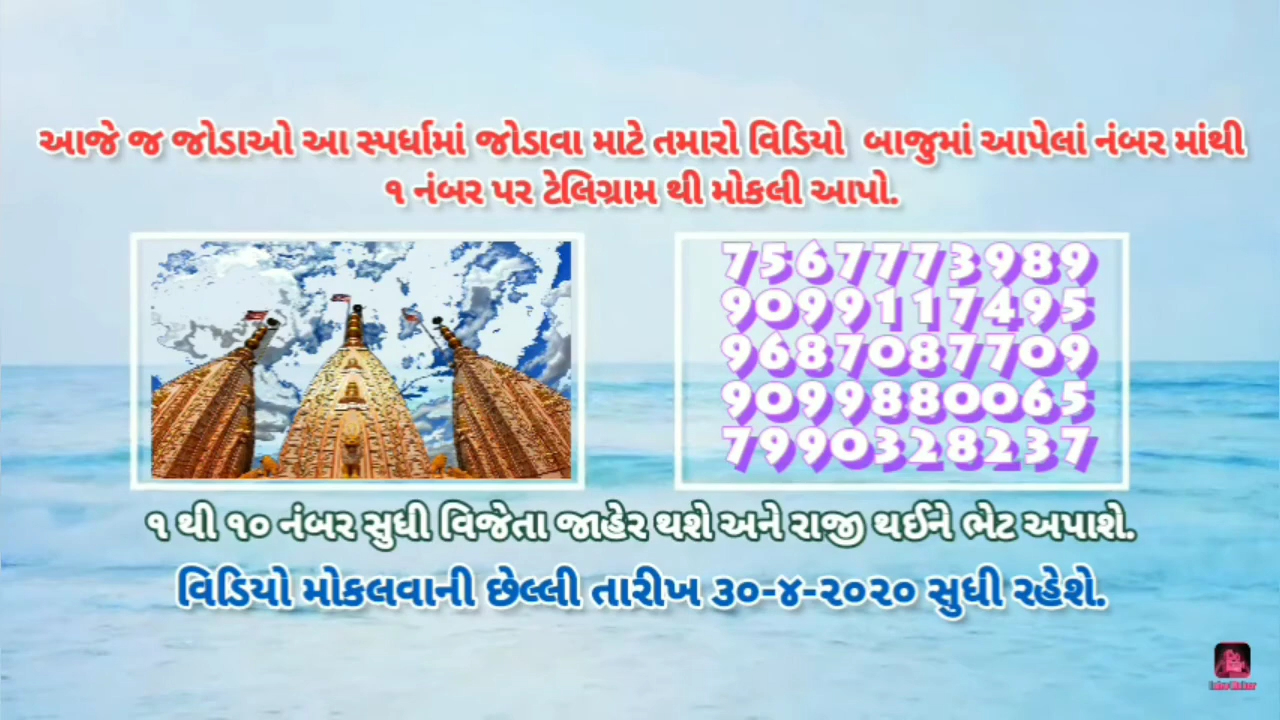 આજે જ જોડાઓ આ સ્પર્ધામાં જોડાવા માટે તમારો વિડિયો બાજુમાં આપેલાં નંબર માંથી
૧ નંબર પર ટેલિગ્રામ થી મોકલી આપો.
7567773989
9099117495
9687087709
9099880065
7990328237
૧ થી ૧૦ નંબર સુધી વિજેતા જાહેર થશે અને રાજી થઈને ભેટ અપાશે.
વિડિયો મોકલવાની છેલ્લી તારીખ ૩૦-૪-૨૦૨૦ સુધી રહેશે.